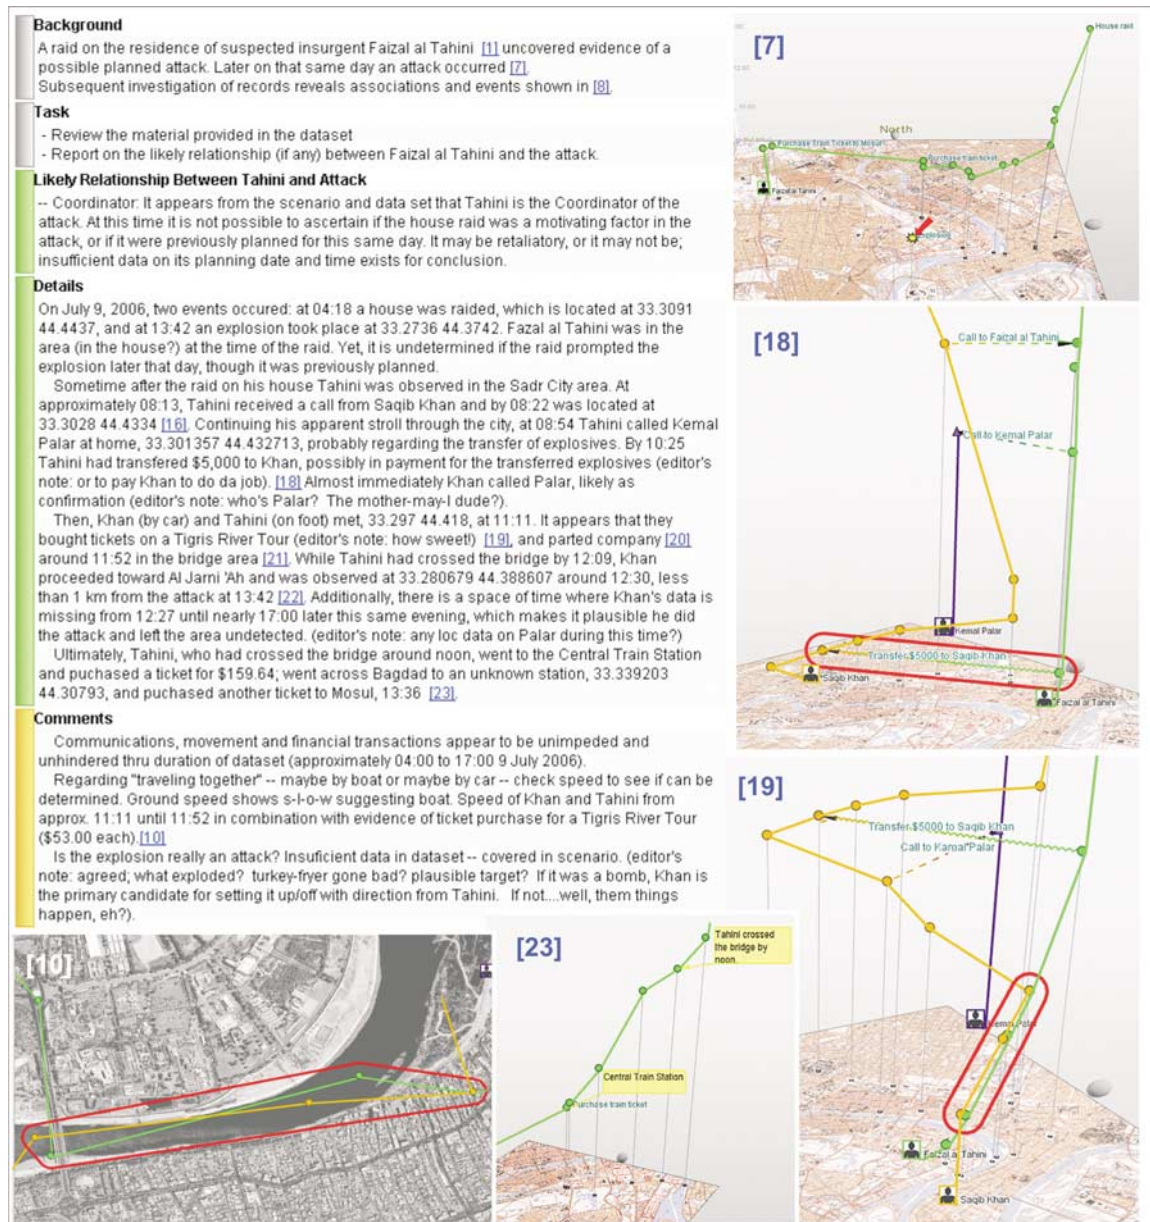 Background
A raid on the residence of suspected insurgent Faizal al Tahini [1] uncovered evidence of a
possible planned attack. Later on that same day an attack occurred [7].
Subsequent investigation of records reveals associations and events shown in [8].
Task
- Review the material provided in the dataset
- Report on the likely relationship (if any) between Faizal al Tahini and the attack.
Likely Relationship Between Tahini and Attack
-- Coordinator: It appears from the scenario and data set that Tahini is the Coordinator of the
attack. At this time it is not possible to ascertain if the house raid was a motivating factor in the
attack, or if it were previously planned for this same day. It may be retaliatory, or it may not be;
insufficient data on its planning date and time exists for conclusion.
Details
On July 9, 2006, two events occured: at 04:18 a house was raided, which is located at 33.3091
44.4437, and at 13:42 an explosion took place at 33.2736 44.3742. Fazal al Tahini was in the
area (in the house?) at the time of the raid. Yet, it is undetermined if the raid prompted the
explosion later that day, though it was previously planned.
Sometime after the raid on his house Tahini was observed in the Sadr City area. At
approximately 08:13, Tahini received a call from Saqib Khan and by 08:22 was located at
33.3028 44.4334 [16]. Continuing his apparent stroll through the city, at 08:54 Tahini called Kemal
Palar at home, 33.301357 44.432713, probably regarding the transfer of explosives. By 10:25
Tahini had transfered $5,000 to Khan, possibly in payment for the transferred explosives (editor's
note: or to pay Khan to do da job). [18] Almost immediately Khan called Palar, likely as
confirmation (editor's note: who's Palar? The mother-may-I dude?).
Then, Khan (by car) and Tahini (on foot) met, 33.297 44.418, at 11:11. It appears that they
bought tickets on a Tigris River Tour (editor's note: how sweet!) [19], and parted company [20]
around 11:52 in the bridge area [21]. While Tahini had crossed the bridge by 12:09, Khan
proceeded toward Al Jarni 'Ah and was observed at 33.280679 44.388607 around 12:30, less
than 1 km from the attack at 13:42 [22]. Additionally, there is a space of time where Khan's data is
missing from 12:27 until nearly 17:00 later this same evening, which makes it plausible he did
the attack and left the area undetected. (editor's note: any loc data on Palar during this time?)
Ultimately, Tahini, who had crossed the bridge around noon, went to the Central Train Station
and puchased a ticket for $159.64; went across Bagdad to an unknown station, 33.339203
44.30793, and puchased another ticket to Mosul, 13:36 [23].
Comments
Communications, movement and financial transactions appear to be unimpeded and
unhindered thru duration of dataset (approximately 04:00 to 17:00 9 July 2006).
Regarding "traveling together" -- maybe by boat or maybe by car -- check speed to see if can be
determined. Ground speed shows s-l-o-w suggesting boat. Speed of Khan and Tahini from
approx. 11:11 until 11:52 in combination with evidence of ticket purchase for a Tigris River Tour
($53.00 each).[10]
Is the explosion really an attack? Insuficient data in dataset -- covered in scenario. (editor's
note: agreed; what exploded? turkey-fryer gone bad? plausible target? If it was a bomb, Khan is
the primary candidate for setting it up/off with direction from Tahini. If not....well, them things
happen, eh?).
[7]
House raid
North
Purchase Train Ticket to Mosul
Purchase train ticket
Faizal al Tahini
[18]
Call to Faizal al Tahini
Call to Kemal Palar
Kemal Palar
Transfer $5000 to Saqib Khan
Saqib Khan
Faizal al Tahini
[19]
Transfer $5000 to Saqib Khan
Call to Kamal Palar
Kemal Palar
Faizal al Tahini
Saqib Khan
[10]
[23]
Tahini crossed
the bridge by
noon.
Central Train Station
Purchase train ticket